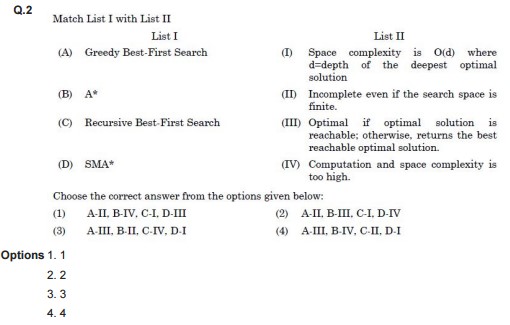 Q.2
Match List I with List II
List I List II
(A) Greedy Best-First Search (I) Space complexity is O(d) where
d=depth of the deepest optimal
solution
(B) A* (II) Incomplete even if the search space is
finite.
(C) Recursive Best-First Search (III) Optimal if optimal solution is
reachable; otherwise, returns the best
reachable optimal solution.
(D) SMA* (IV) Computation and space complexity is
too high.
Choose the correct answer from the options given below:
(1) A-II, B-IV, C-I, D-III (2) A-II, B-III, C-I, D-IV
(3) A-III, B-II, C-IV, D-I (4) A-III, B-IV, C-II, D-I
Options 1. 1
2. 2
3. 3
4. 4